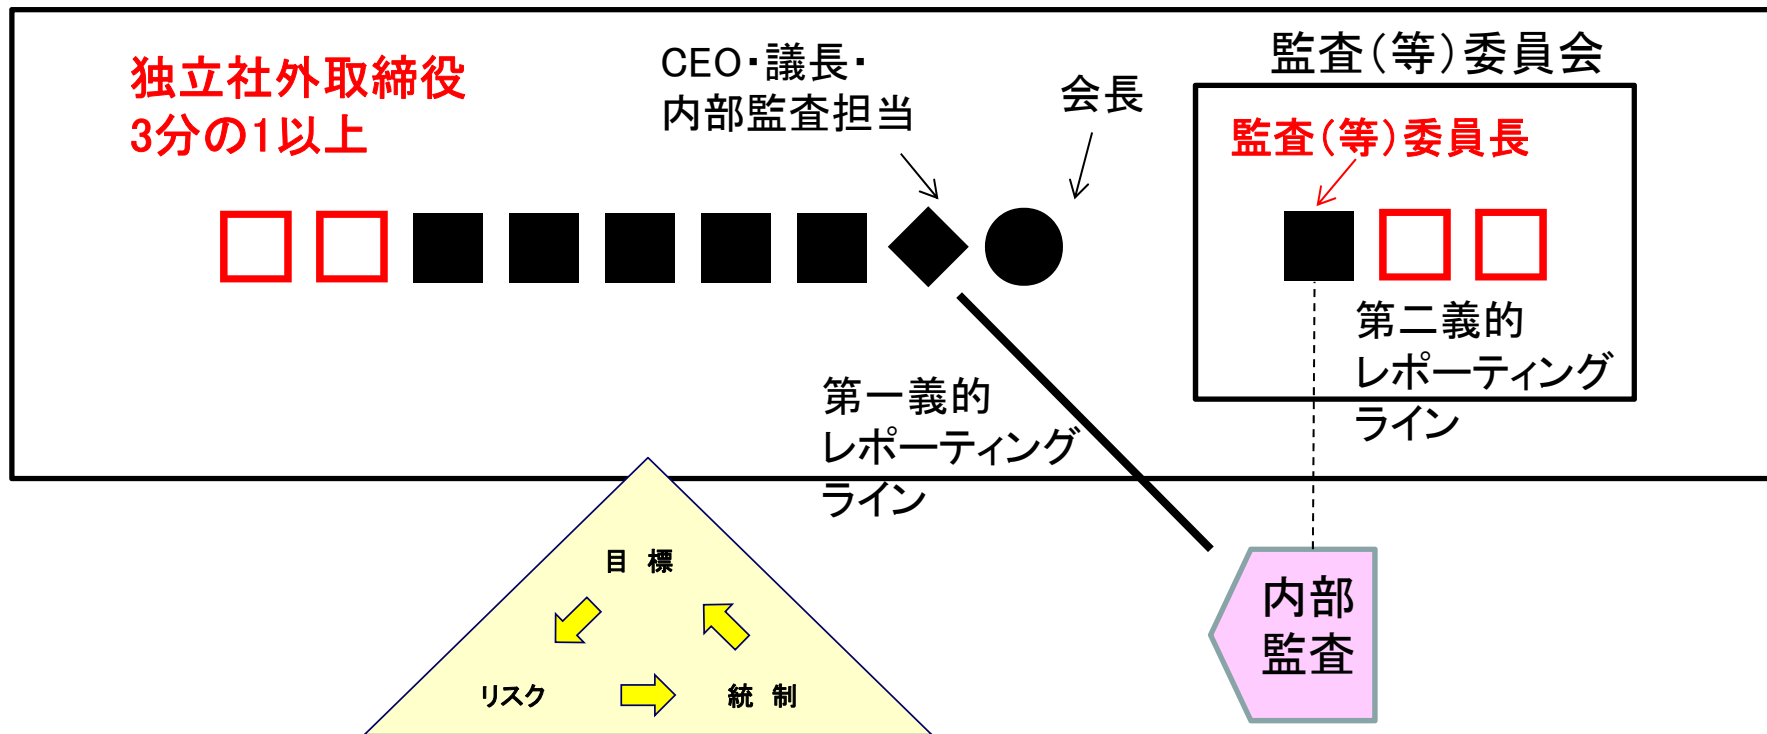 独立社外取締役
3分の1以上
CEO・議長・
内部監査担当
会長
監査(等)委員会
監査(等)委員長
第二義的
レポーティング
ライン
第一義的
レポーティング
ライン
目 標
リスク
統 制
内部
監査